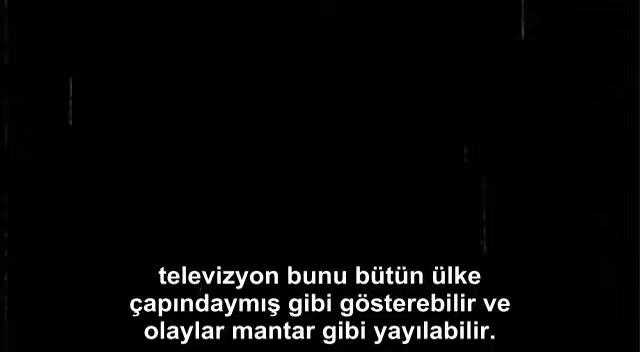 televizyon bunu bütün ülke
çapındaymış gibi gösterebilir ve
olaylar mantar gibi yayılabilir.